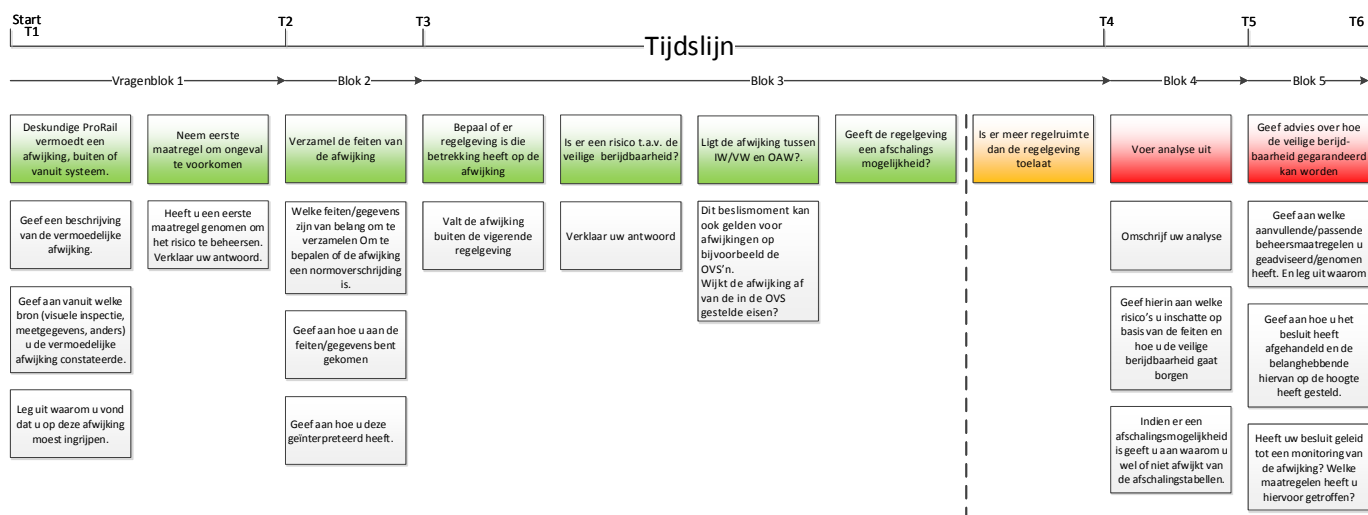 Start
T1
T2
T3
T4
T5
T6
Tijdslijn
Vragenblok 1
Blok 2
Blok 3
Blok 4
Blok 5
Deskundige ProRail
vermoedt een
afwijking, buiten of
vanuit systeem.
Neem eerste
maatregel om ongeval
te voorkomen
Verzamel de feiten van
de afwijking
Bepaal of er
regelgeving is die
betrekking heeft op de
afwijking
Is er een risico t.a.v. de
veilige berijdbaarheid?
Ligt de afwijking tussen
IW/VW en OAW?.
Geeft de regelgeving
een afschalings
mogelijkheid?
Is er meer regelruimte
dan de regelgeving
toelaat
Voer analyse uit
Geef advies over hoe
de veilige berijd-
baarheid gegarandeerd
kan worden
Geef een beschrijving
van de vermoedelijke
afwijking.
Heeft u een eerste
maatregel genomen om
het risico te beheersen.
Verklaar uw antwoord.
Welke feiten/gegevens
zijn van belang om te
verzamelen Om te
bepalen of de afwijking
een normoverschrijding
is.
Valt de afwijking
buiten de vigerende
regelgeving
Verklaar uw antwoord
Dit beslismoment kan
ook gelden voor
afwijkingen op
bijvoorbeeld de
OVS'n.
Wijkt de afwijking af
van de in de OVS
gestelde eisen?
Omschrijf uw analyse
Geef aan welke
aanvullende/passende
beheersmaatregelen u
geadviseerd/genomen
heeft. En leg uit waarom
Geef aan vanuit welke
bron (visuele inspectie,
meetgegevens, anders)
u de vermoedelijke
afwijking constateerde.
Geef aan hoe u aan de
feiten/gegevens bent
gekomen
Geef hierin aan welke
risico's u inschatte op
basis van de feiten en
hoe u de veilige
berijdbaarheid gaat
borgen
Geef aan hoe u het
besluit heeft
afgehandeld en de
belanghebbende
hiervan op de hoogte
heeft gesteld.
Leg uit waarom u vond
dat u op deze afwijking
moest ingrijpen.
Geef aan hoe u deze
geïnterpreteerd heeft.
Indien er een
afschalingsmogelijkheid
is geeft u aan waarom u
wel of niet afwijkt van
de afschalingstabellen.
Heeft uw besluit geleid
tot een monitoring van
de afwijking? Welke
maatregelen heeft u
hiervoor getroffen?